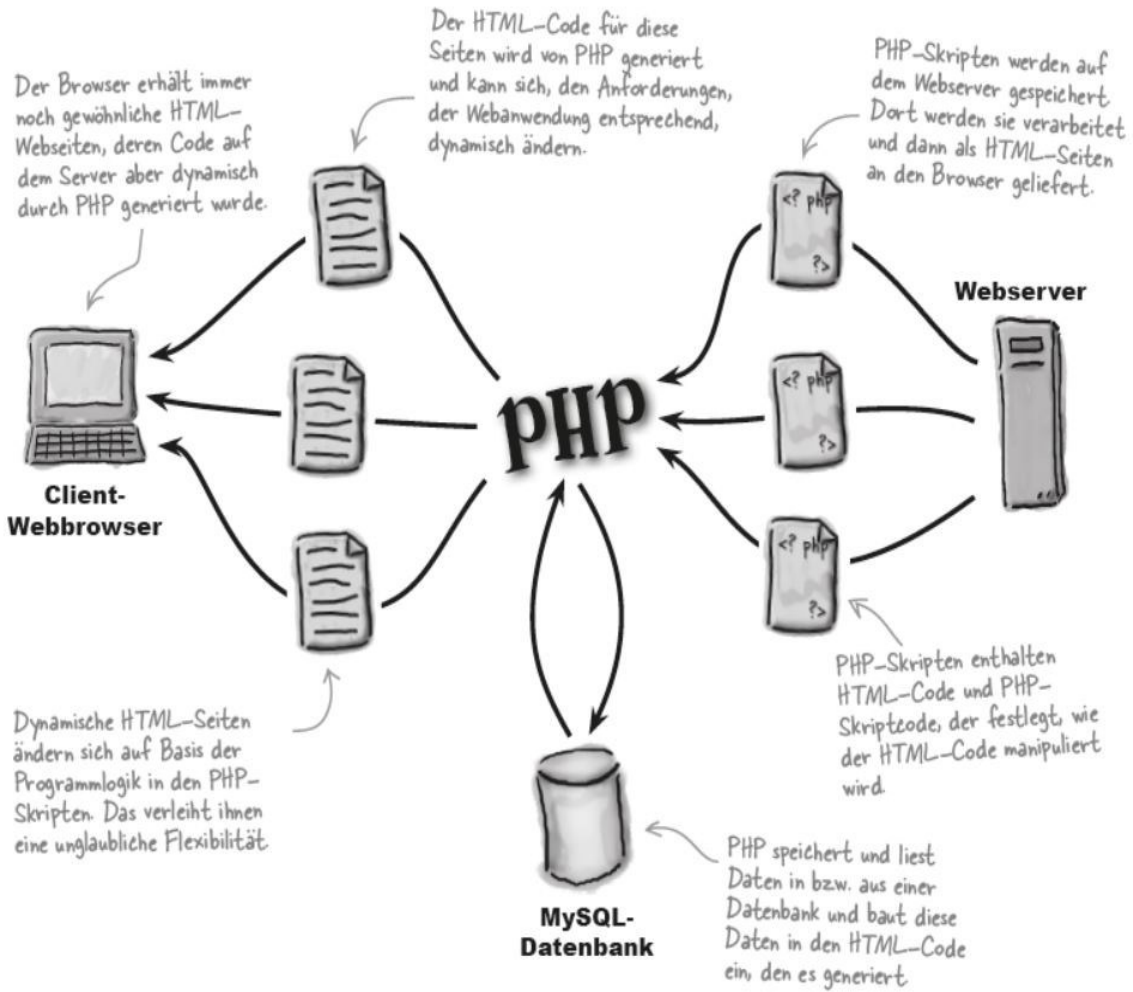 Der HTML-Code für diese
Seiten wird von PHP generiert
und kann sich, den Anforderungen,
der Webanwendung entsprechend,
dynamisch ändern.
Der Browser erhält immer
noch gewöhnliche HTML-
Webseiten, deren Code auf
dem Server aber dynamisch
durch PHP generiert wurde.
PHP-Skripten werden auf
dem Webserver gespeichert
Dort werden sie verarbeitet
und dann als HTML-Seiten
an den Browser geliefert.
<? php
?>
Webserver
<? php
?>
PHP
Client-
Webbrowser
<? php
?>
PHP-Skripten enthalten
HTML-Code und PHP-
Skriptcode, der festlegt, wie
der HTML-Code manipuliert
wird.
Dynamische HTML-Seiten
ändern sich auf Basis der
Programmlogik in den PHP-
Skripten. Das verleiht ihnen
eine unglaubliche Flexibilität
PHP speichert und liest
Daten in bzw. aus einer
Datenbank und baut diese
Daten in den HTML-Code
ein, den es generiert
MySQL-
Datenbank